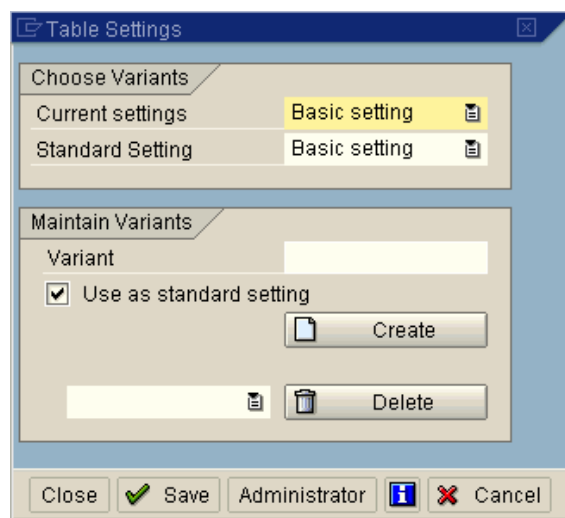 Table Settings
Choose Variants
Current settings Basic setting
Standard Setting Basic setting
Maintain Variants
Variant
Use as standard setting
Create
Delete
Close Save Administrator Cancel